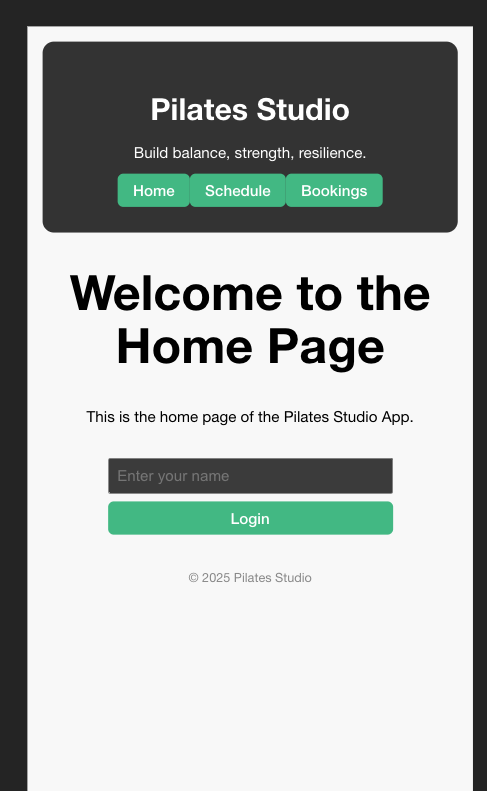 Pilates Studio
Build balance, strength, resilience.
Home Schedule Bookings
Welcome to the
Home Page
This is the home page of the Pilates Studio App.
Enter your name
Login
© 2025 Pilates Studio